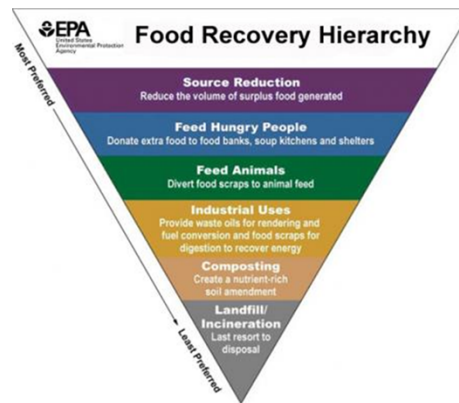 EPA
United States
Environmental Protection
Agency
Food Recovery Hierarchy
Most Preferred
Source Reduction
Reduce the volume of surplus food generated
Feed Hungry People
Donate extra food to food banks, soup kitchens and shelters
Feed Animals
Divert food scraps to animal feed
Industrial Uses
Provide waste oils for rendering and
fuel conversion and food scraps for
digestion to recover energy
Composting
Create a nutrient-rich
soil amendment
Landfill/
Incineration
Last resort to
disposal
Least Preferred